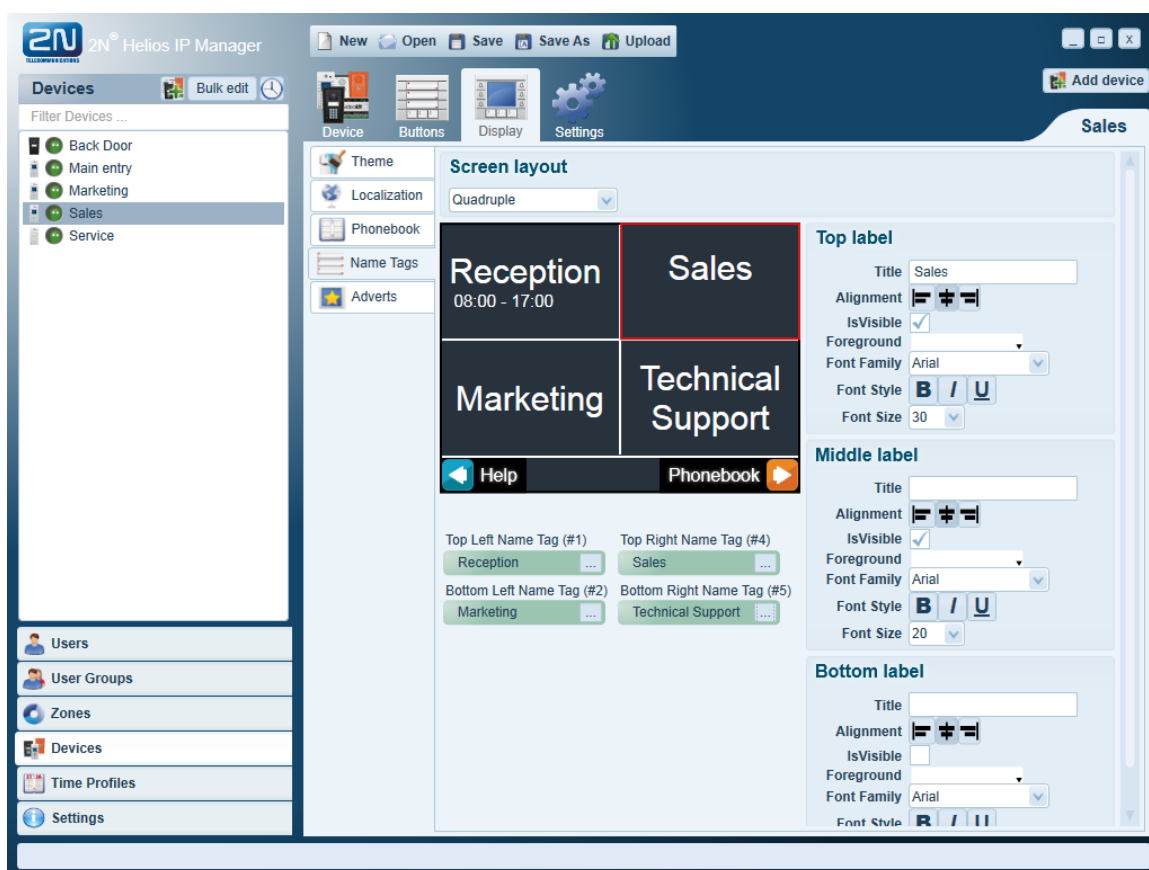 2N
TELECOMMUNICATIONS
2N® Helios IP Manager
New Open Save Save As Upload
Devices Bulk edit
Filter Devices ...
Back Door
Main entry
Marketing
Sales
Service
Users
User Groups
Zones
Devices
Time Profiles
Settings
Device Buttons Display Settings
Add device
Sales
Theme
Localization
Phonebook
Name Tags
Adverts
Screen layout
Quadruple
Reception
08:00 - 17:00
Sales
Marketing
Technical
Support
Help Phonebook
Top Left Name Tag (#1) Top Right Name Tag (#4)
Reception ... Sales ...
Bottom Left Name Tag (#2) Bottom Right Name Tag (#5)
Marketing ... Technical Support ...
Top label
Title Sales
Alignment
IsVisible
Foreground
Font Family Arial
Font Style B I U
Font Size 30
Middle label
Title
Alignment
IsVisible
Foreground
Font Family Arial
Font Style B I U
Font Size 20
Bottom label
Title
Alignment
IsVisible
Foreground
Font Family Arial
Font Style B I U